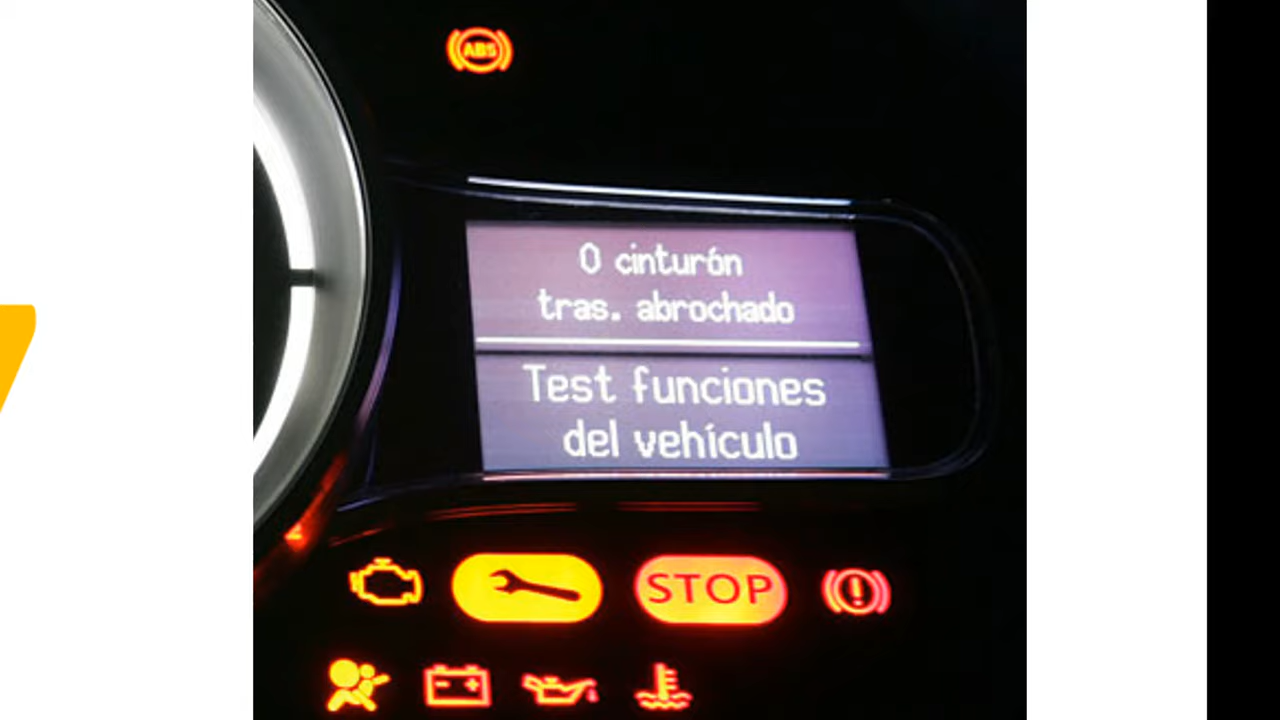 ABS
0 cinturón
tras. abrochado
Test funciones
del vehículo
STOP